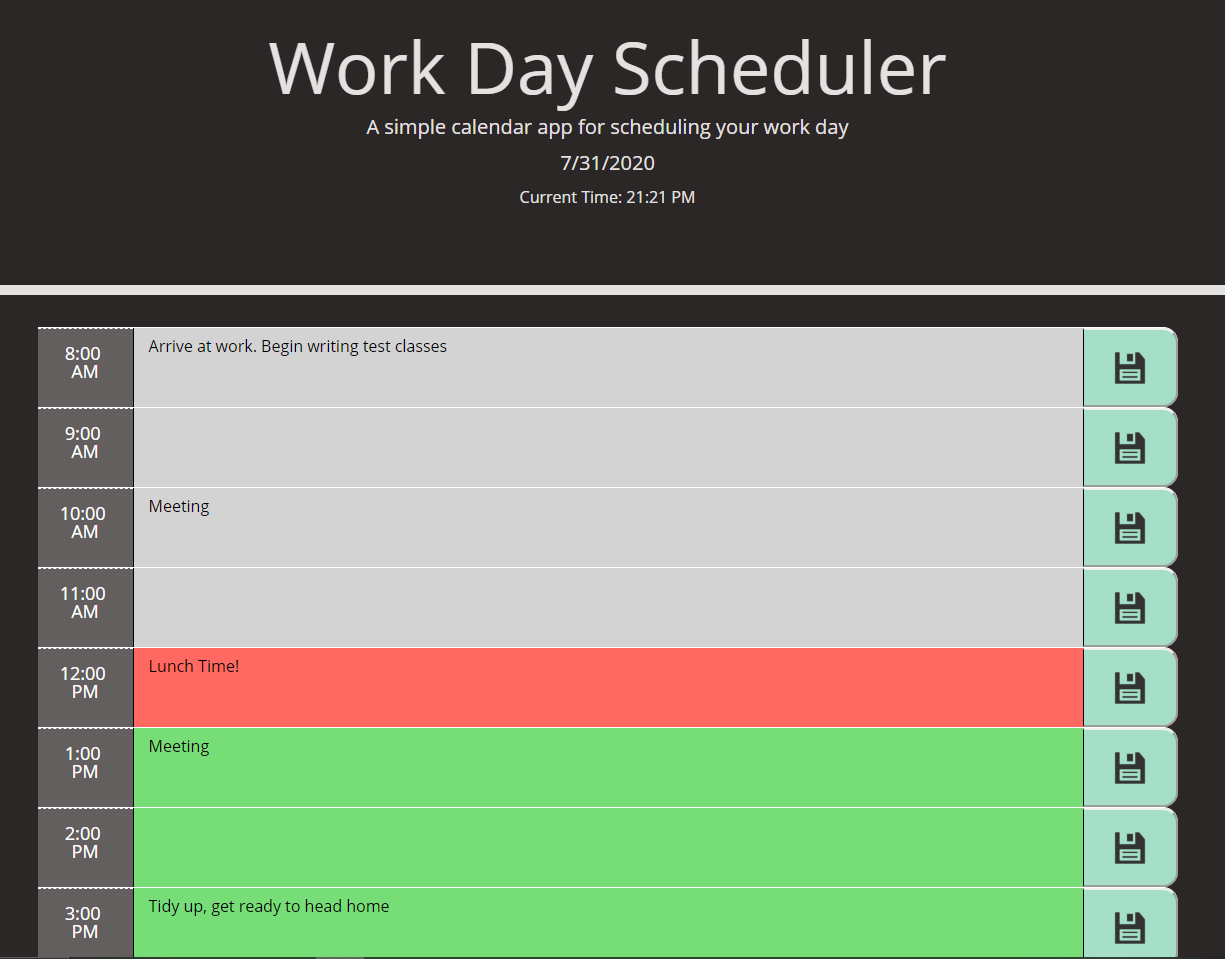 Work Day Scheduler
A simple calendar app for scheduling your work day
7/31/2020
Current Time: 21:21 PM
8:00
AM
Arrive at work. Begin writing test classes
9:00
AM
10:00
AM
Meeting
11:00
AM
12:00
PM
Lunch Time!
1:00
PM
Meeting
2:00
PM
3:00
PM
Tidy up, get ready to head home